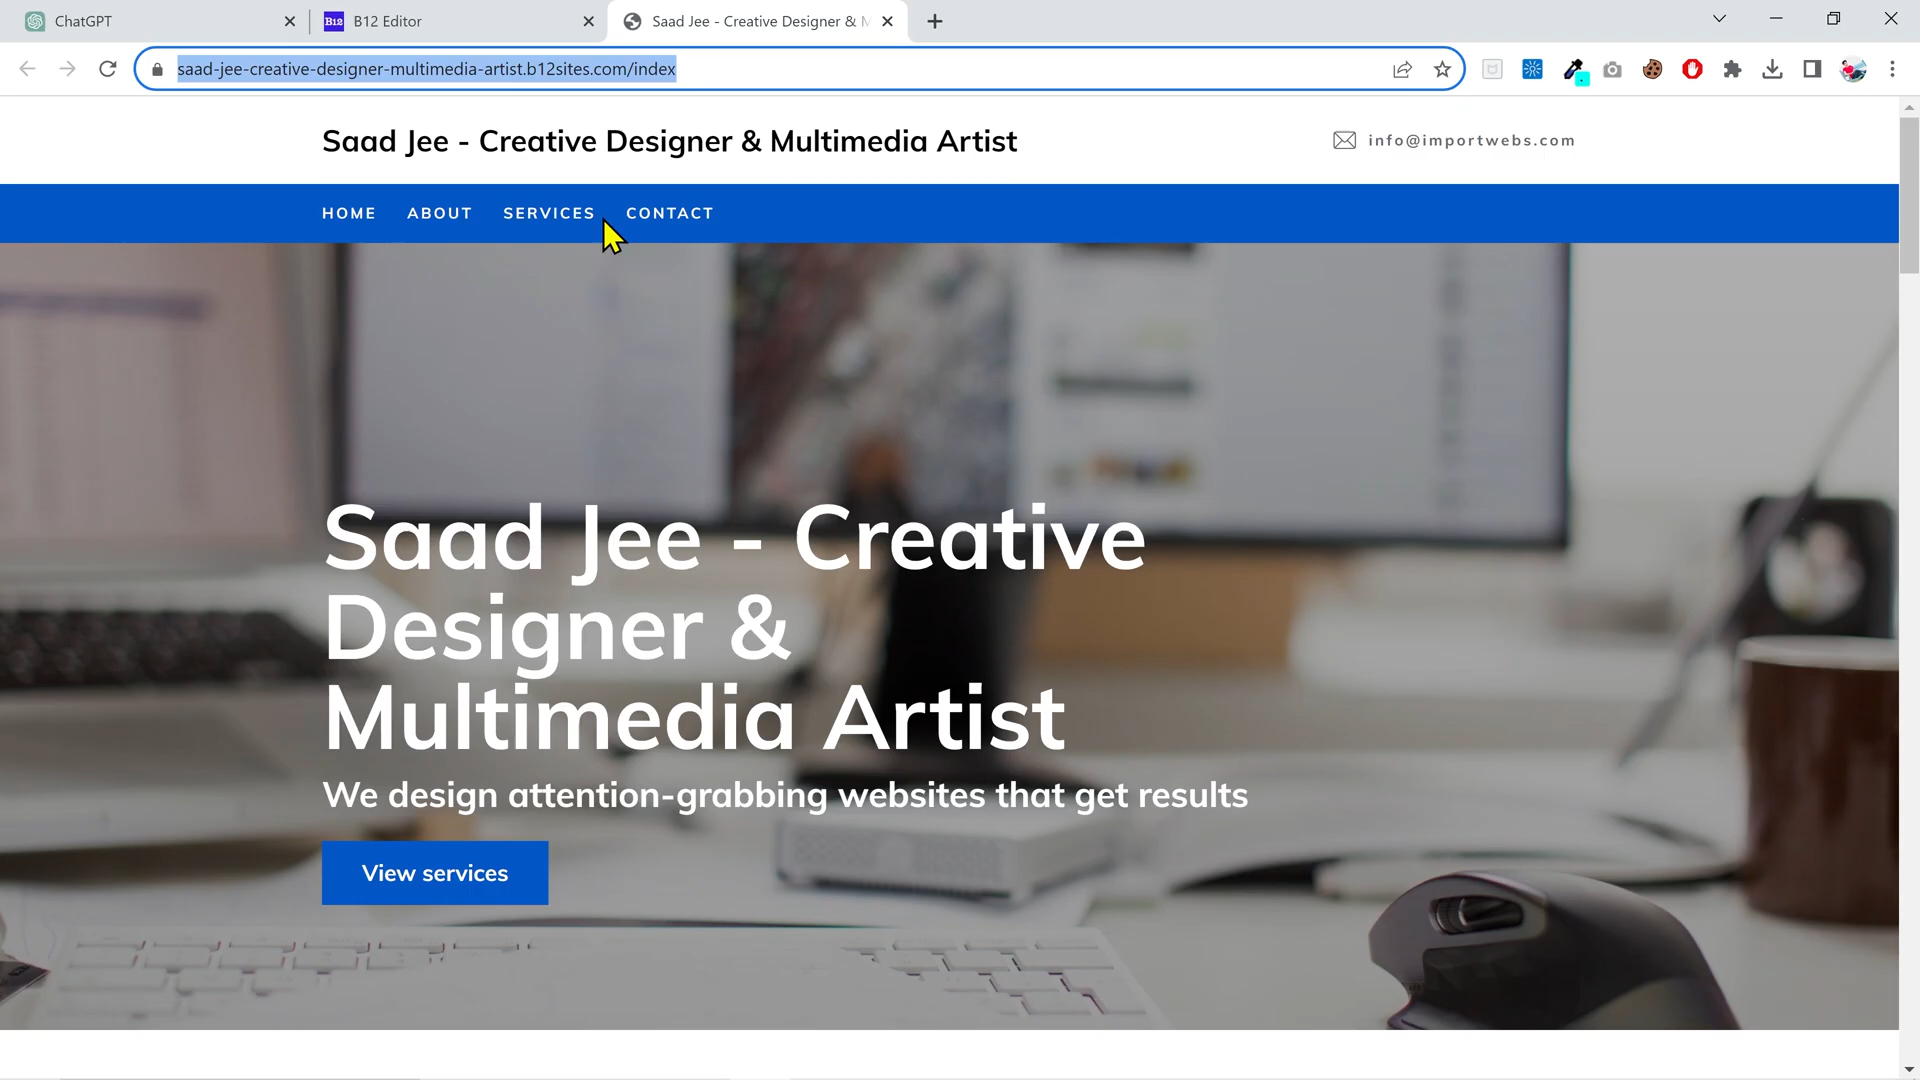 ChatGPT
B12 B12 Editor
Saad Jee - Creative Designer & M
saad-jee-creative-designer-multimedia-artist.b12sites.com/index
Saad Jee - Creative Designer & Multimedia Artist
info@importwebs.com
HOME ABOUT SERVICES CONTACT
Saad Jee - Creative
Designer &
Multimedia Artist
We design attention-grabbing websites that get results
View services